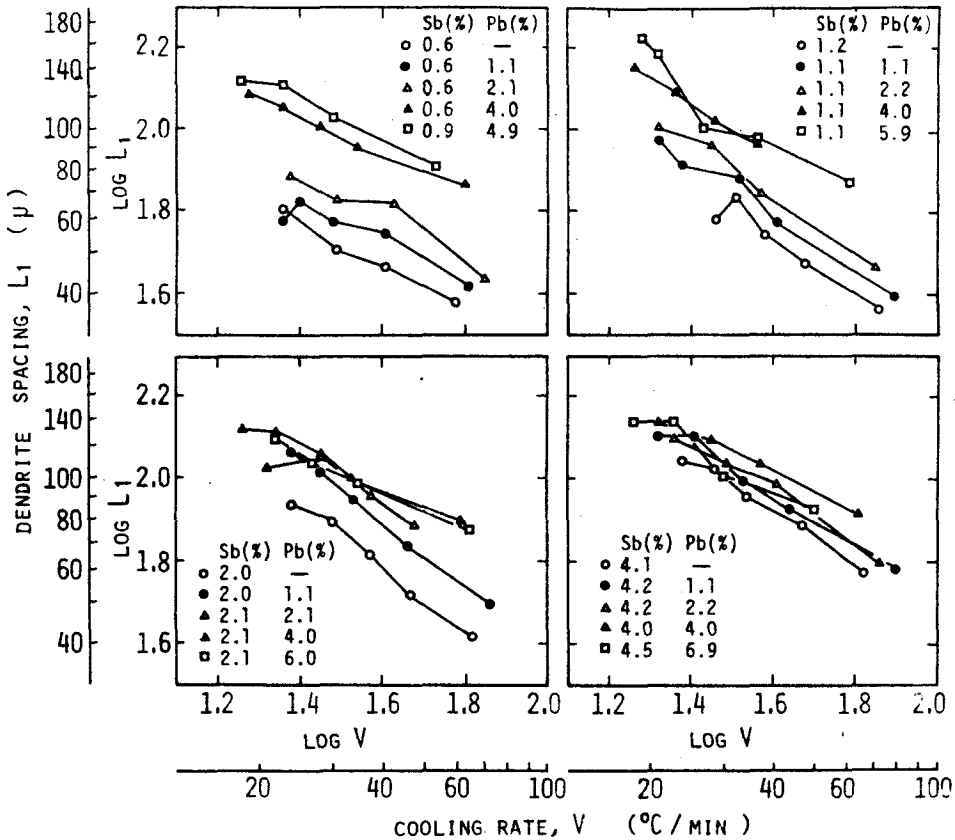 180
140
100
80
60
40
2.2
2.0
1.8
1.6
LOG L1
Sb(%) Pb(%)
0.6 —
0.6 1.1
0.6 2.1
0.6 4.0
0.9 4.9
Sb(%) Pb(%)
1.2 —
1.1 1.1
1.1 2.2
1.1 4.0
1.1 5.9
DENDRITE SPACING, L1 (μ)
180
140
100
80
60
40
2.2
2.0
1.8
1.6
LOG L1
Sb(%) Pb(%)
2.0 —
2.0 1.1
2.1 2.1
2.1 4.0
2.1 6.0
Sb(%) Pb(%)
4.1 —
4.2 1.1
4.2 2.2
4.0 4.0
4.5 6.9
1.2 1.4 1.6 1.8 2.0
LOG V
1.2 1.4 1.6 1.8 2.0
LOG V
20 40 60 100
20 40 60 100
COOLING RATE, V (°C/MIN)